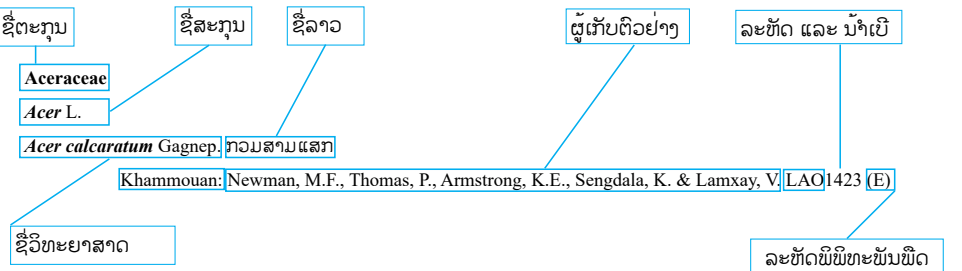 ຊື່ຕະກຸນ ຊື່ສະກຸນ ຊື່ລາວ ຜູ້ເກັບຕົວຢ່າງ ລະຫັດ ແລະ ນ້ຳເບີ
Aceraceae
Acer L.
Acer calcaratum Gagnep. ກວມສາມແສກ
Khammouan: Newman, M.F., Thomas, P., Armstrong, K.E., Sengdala, K. & Lamxay, V. LAO1423 (E)
ຊື່ວິທະຍາສາດ
ລະຫັດພິພິທະພັນພືດ